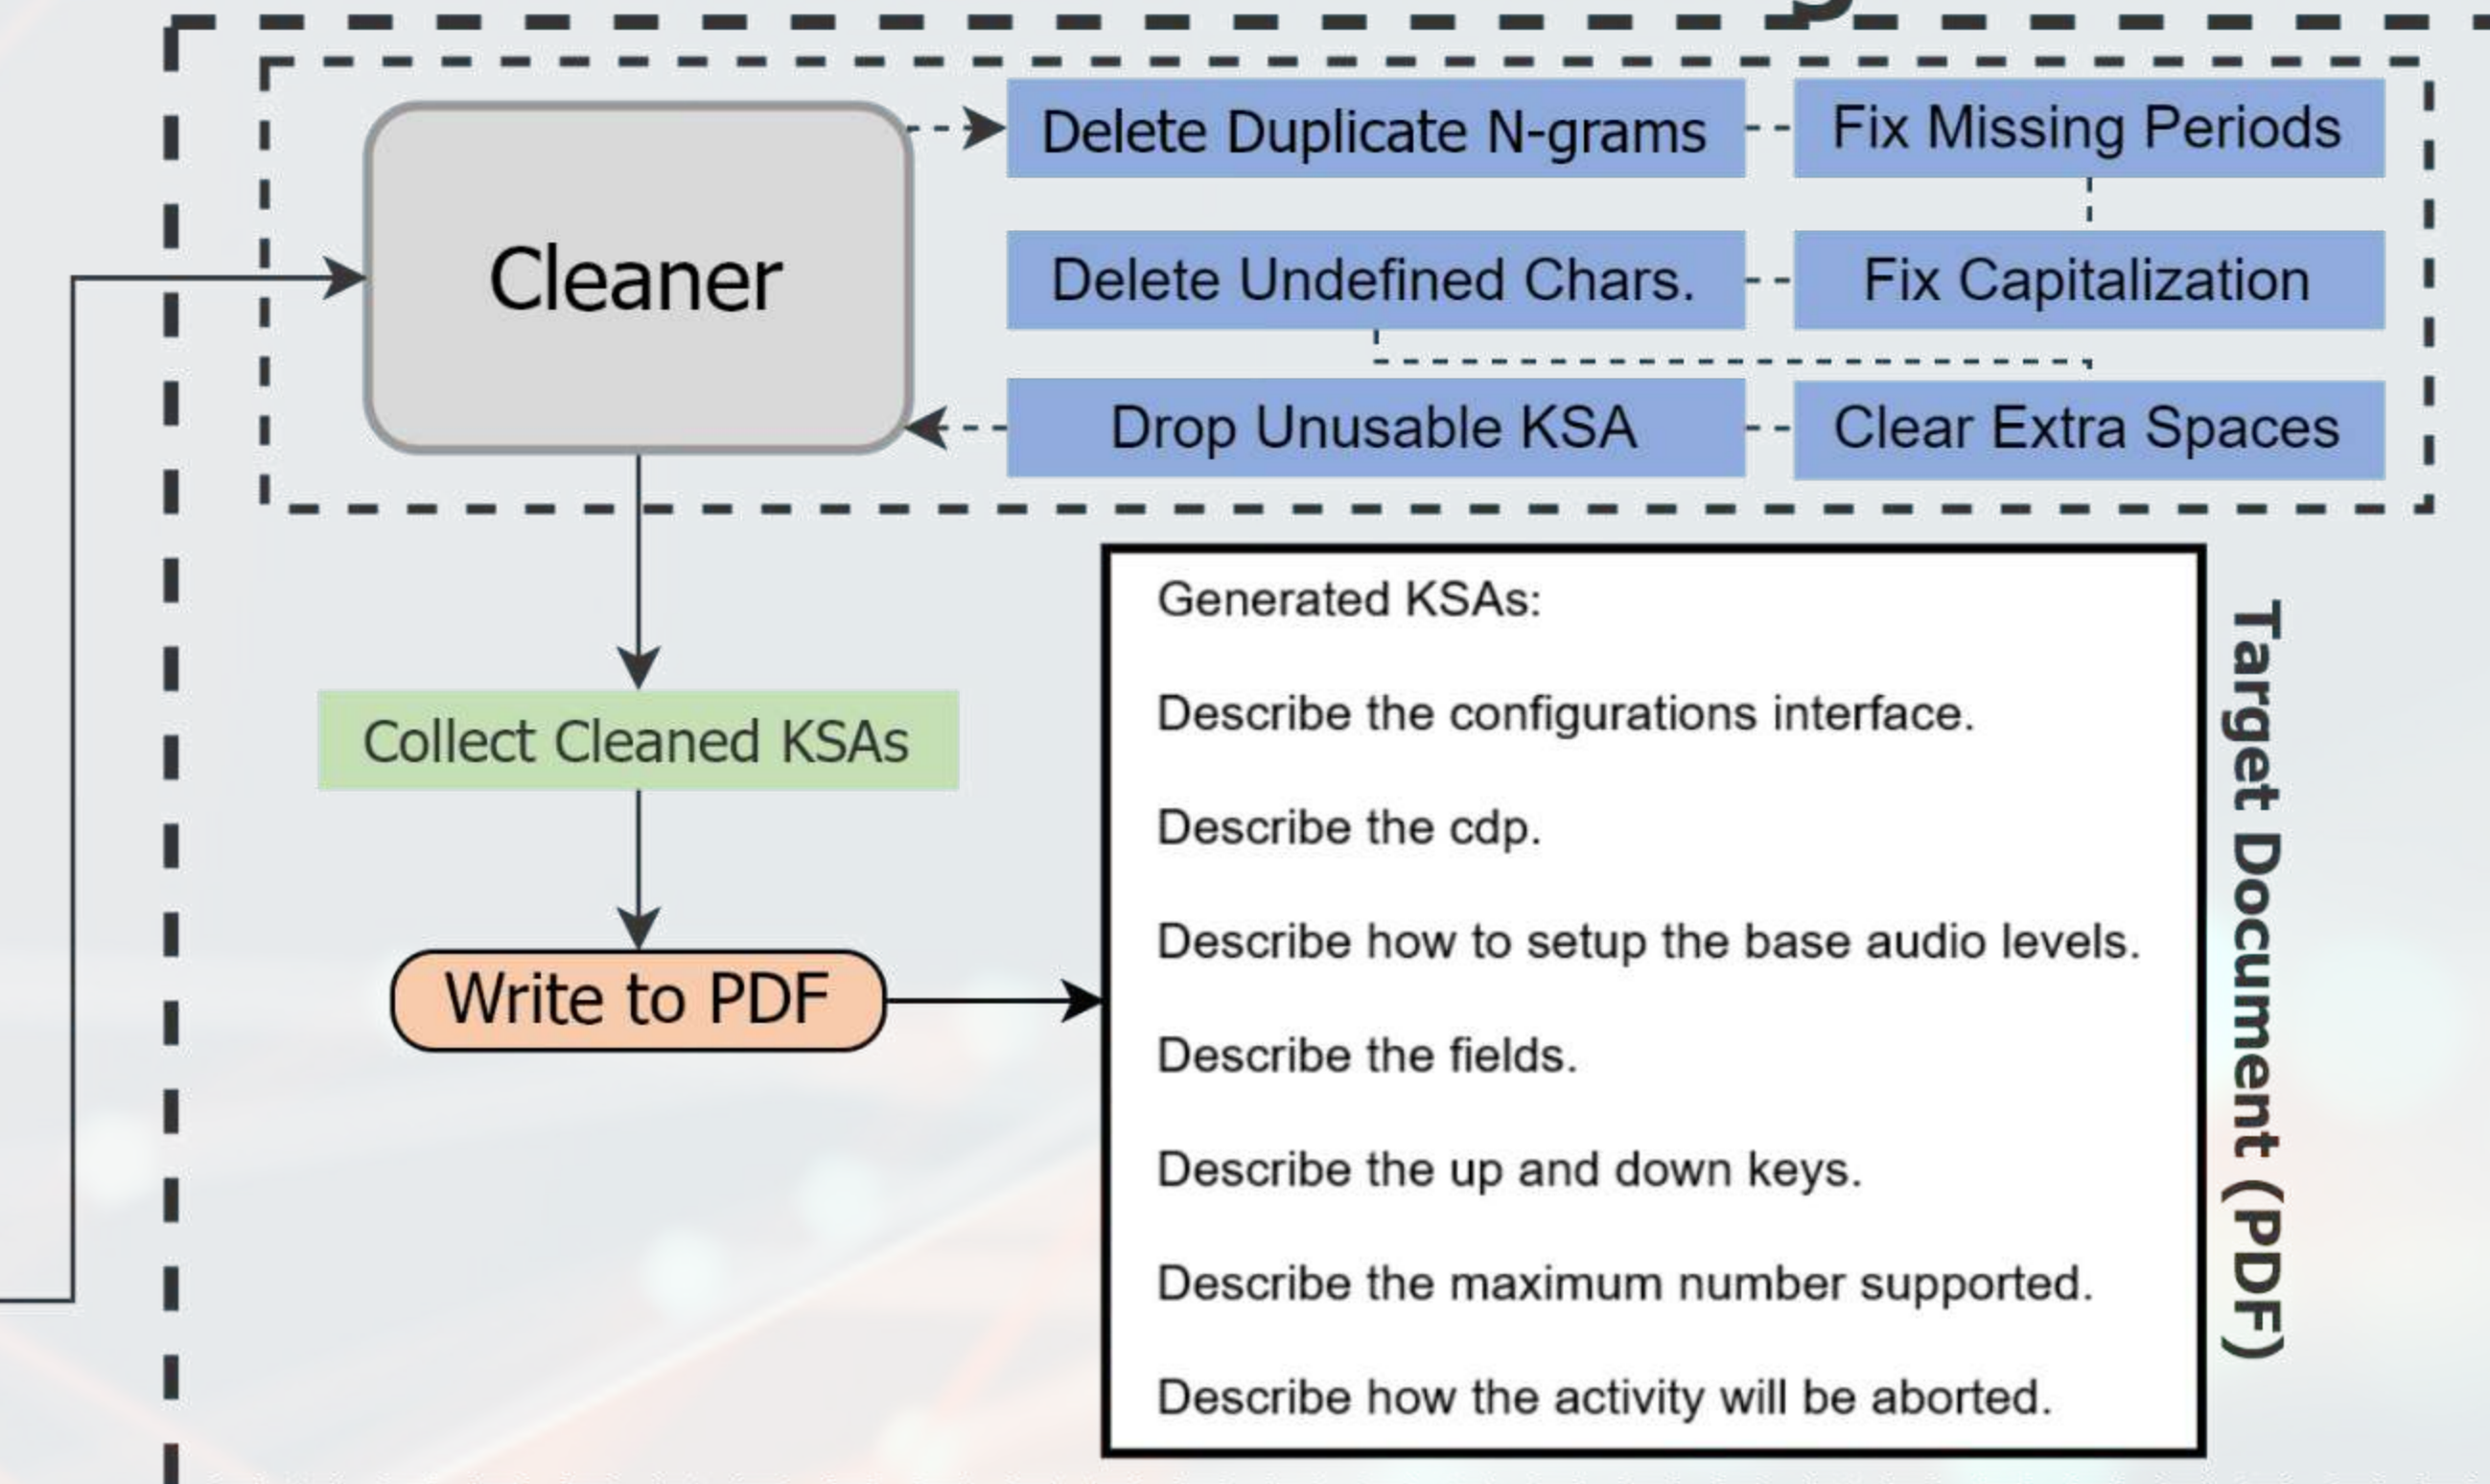 Cleaner
Delete Duplicate N-grams
Fix Missing Periods
Delete Undefined Chars.
Fix Capitalization
Drop Unusable KSA
Clear Extra Spaces
Collect Cleaned KSAs
Write to PDF
Generated KSAs:
Describe the configurations interface.
Describe the cdp.
Describe how to setup the base audio levels.
Describe the fields.
Describe the up and down keys.
Describe the maximum number supported.
Describe how the activity will be aborted.
Target Document (PDF)